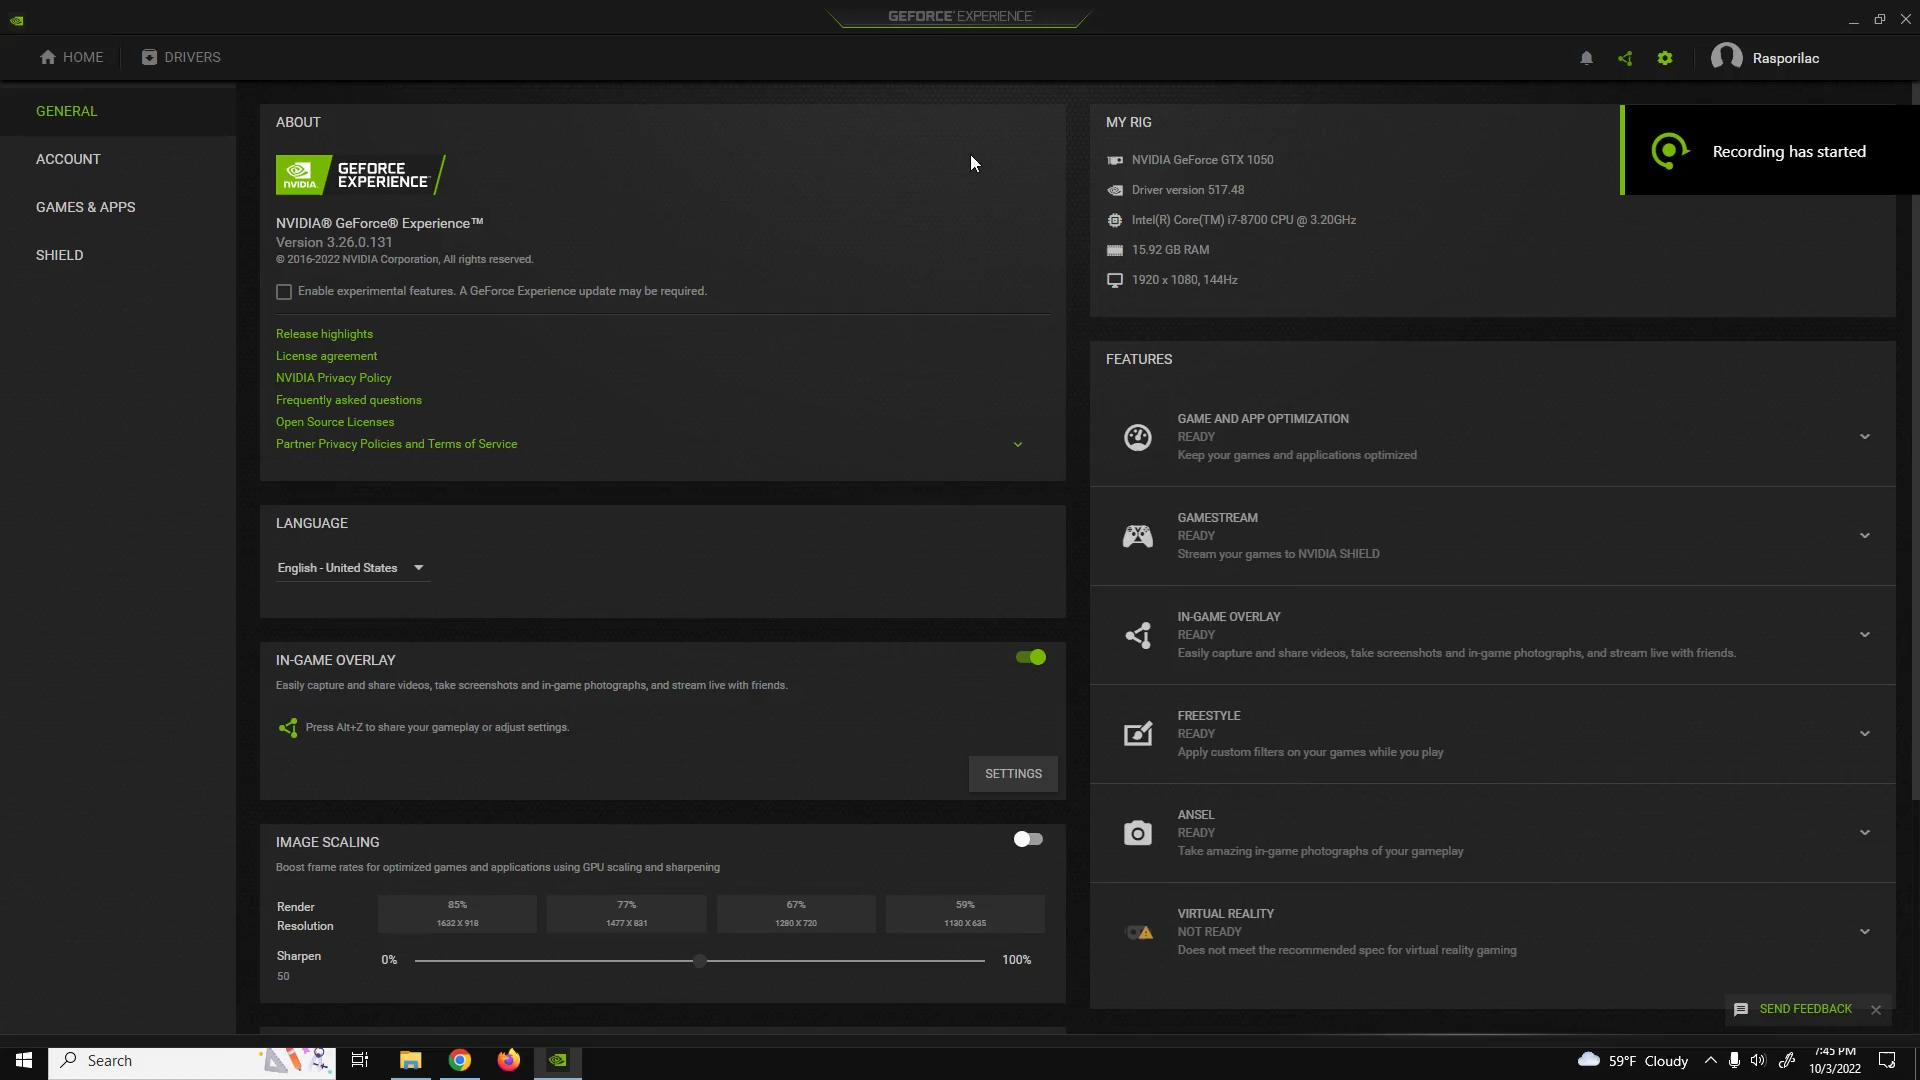 GEFORCE EXPERIENCE
HOME
DRIVERS
Rasporilac
GENERAL
ACCOUNT
GAMES & APPS
SHIELD
ABOUT
NVIDIA.
GEFORCE
EXPERIENCE
NVIDIA® GeForce® Experience™
Version 3.26.0.131
© 2016-2022 NVIDIA Corporation, All rights reserved.
Enable experimental features. A GeForce Experience update may be required.
Release highlights
License agreement
NVIDIA Privacy Policy
Frequently asked questions
Open Source Licenses
Partner Privacy Policies and Terms of Service
LANGUAGE
English - United States
IN-GAME OVERLAY
Easily capture and share videos, take screenshots and in-game photographs, and stream live with friends.
Press Alt+Z to share your gameplay or adjust settings.
SETTINGS
IMAGE SCALING
Boost frame rates for optimized games and applications using GPU scaling and sharpening
Render
Resolution
85%
1632 X 918
77%
1477 X 831
67%
1280 X 720
59%
1130 X 635
Sharpen
50
0%
100%
MY RIG
NVIDIA GeForce GTX 1050
Driver version 517.48
Intel(R) Core(TM) i7-8700 CPU @ 3.20GHz
15.92 GB RAM
1920 x 1080, 144Hz
Recording has started
FEATURES
GAME AND APP OPTIMIZATION
READY
Keep your games and applications optimized
GAMESTREAM
READY
Stream your games to NVIDIA SHIELD
IN-GAME OVERLAY
READY
Easily capture and share videos, take screenshots and in-game photographs, and stream live with friends.
FREESTYLE
READY
Apply custom filters on your games while you play
ANSEL
READY
Take amazing in-game photographs of your gameplay
VIRTUAL REALITY
NOT READY
Does not meet the recommended spec for virtual reality gaming
SEND FEEDBACK
Search
59°F Cloudy
7:45 PM
10/3/2022